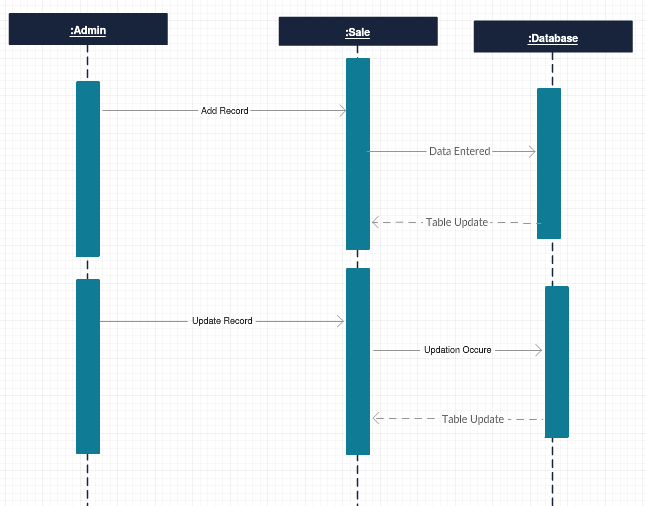 :Admin
:Sale
:Database
Add Record
Data Entered
Table Update
Update Record
Updation Occure
Table Update